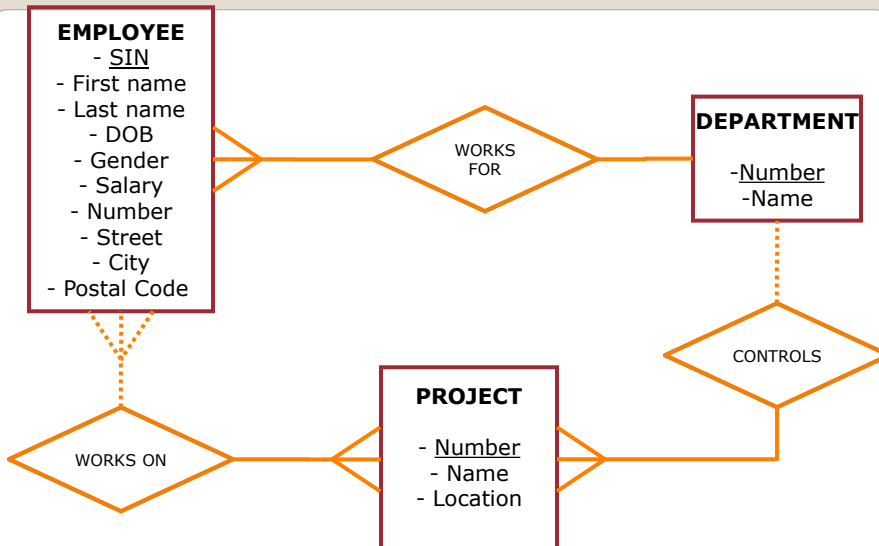 EMPLOYEE
- SIN
- First name
- Last name
- DOB
- Gender
- Salary
- Number
- Street
- City
- Postal Code
WORKS
FOR
DEPARTMENT
-Number
-Name
CONTROLS
PROJECT
- Number
- Name
- Location
WORKS ON